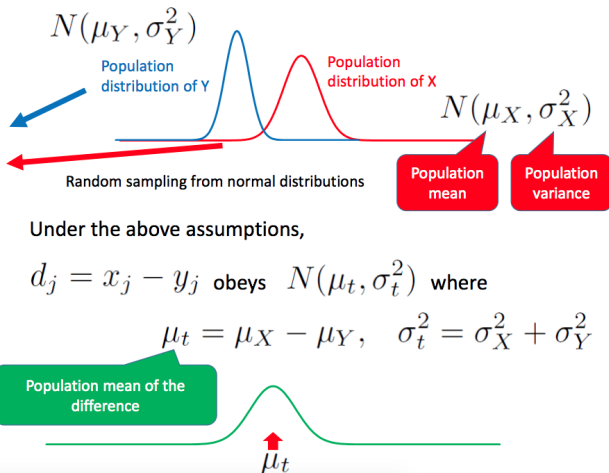 N(μ_Y, σ_Y^2)
Population
distribution of Y
Population
distribution of X
N(μ_X, σ_X^2)
Population
mean
Population
variance
Random sampling from normal distributions
Under the above assumptions,
d_j = x_j − y_j obeys N(μ_t, σ_t^2) where
μ_t = μ_X − μ_Y, σ_t^2 = σ_X^2 + σ_Y^2
Population mean of the
difference
μ_t